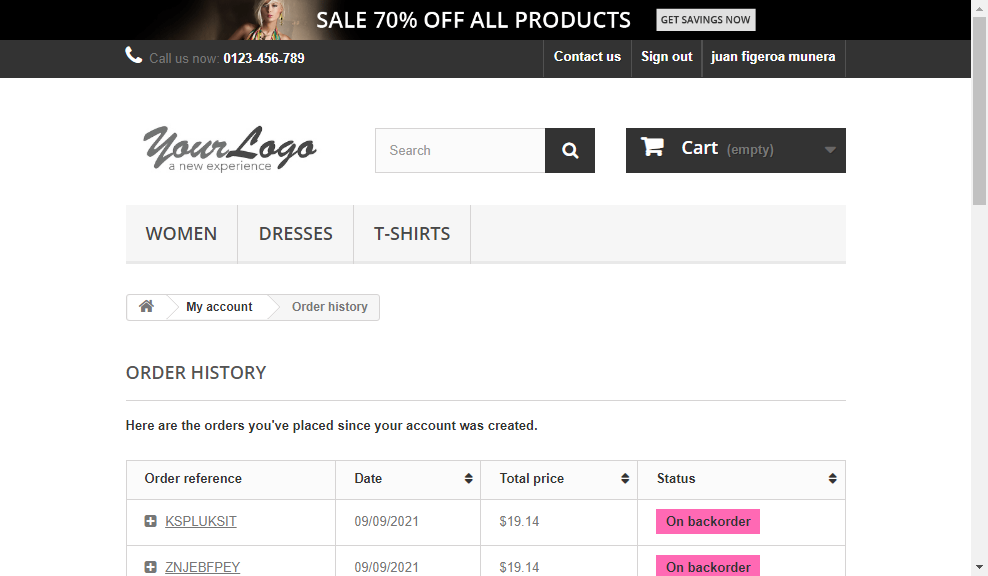 SALE 70% OFF ALL PRODUCTS GET SAVINGS NOW
Call us now: 0123-456-789 Contact us Sign out juan figeroa munera
YourLogo
a new experience
Search
Cart (empty)
WOMEN DRESSES T-SHIRTS
My account Order history
ORDER HISTORY
Here are the orders you've placed since your account was created.
Order reference Date Total price Status
KSPLUKSIT 09/09/2021 $19.14 On backorder
ZNJEBFPEY 09/09/2021 $19.14 On backorder